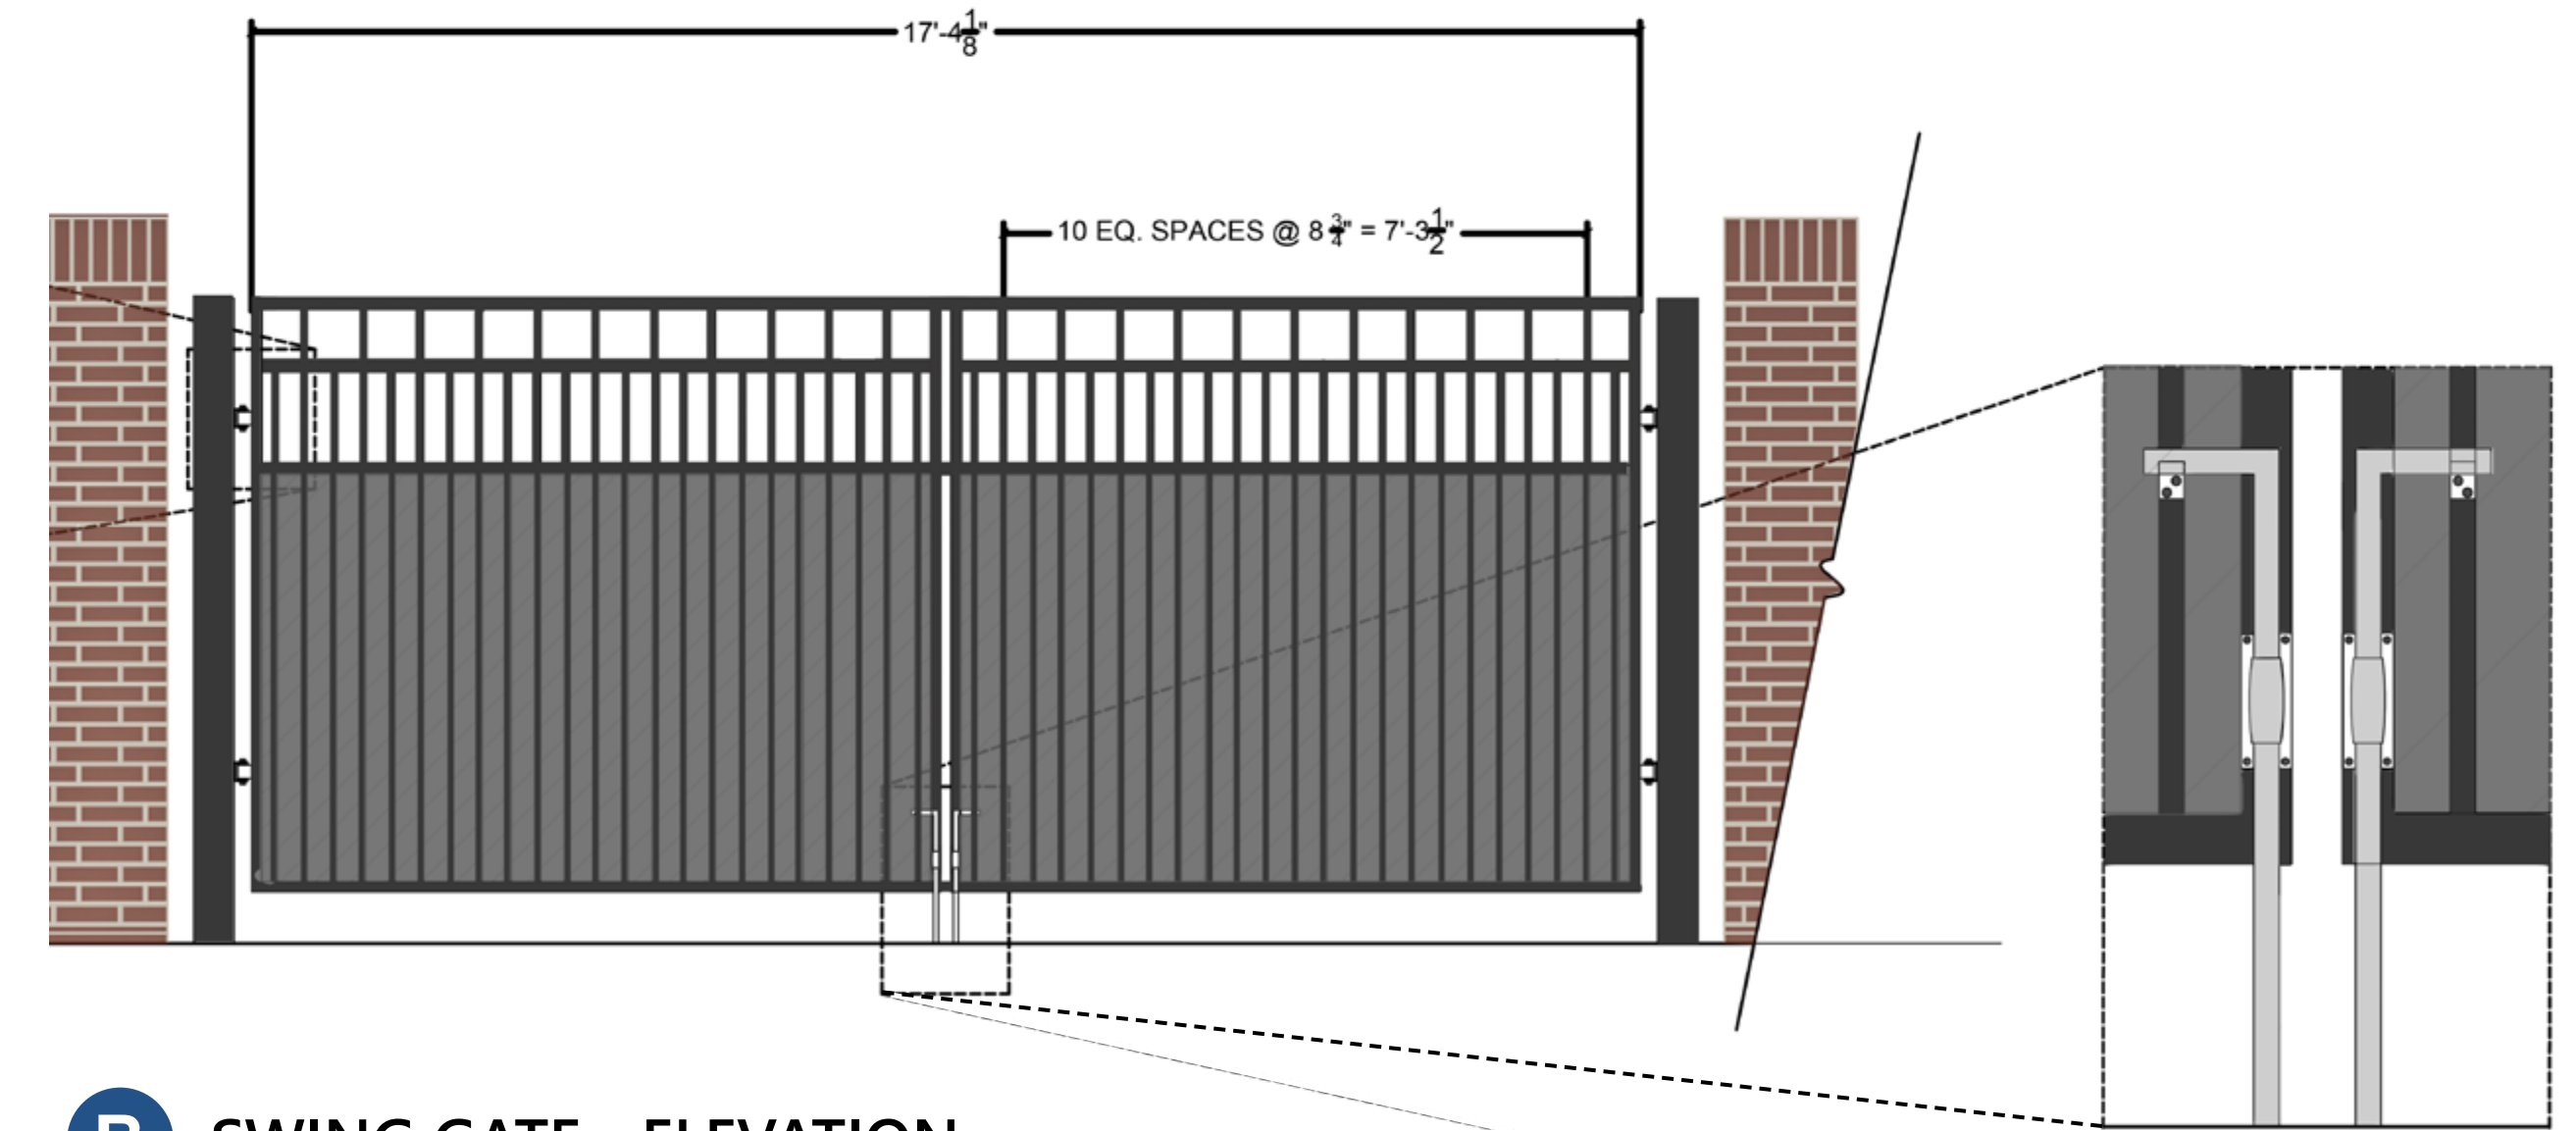 17'-4 1/8"
10 EQ. SPACES @ 8 3/4" = 7'-3 1/2"
B
SWING GATE - ELEVATION